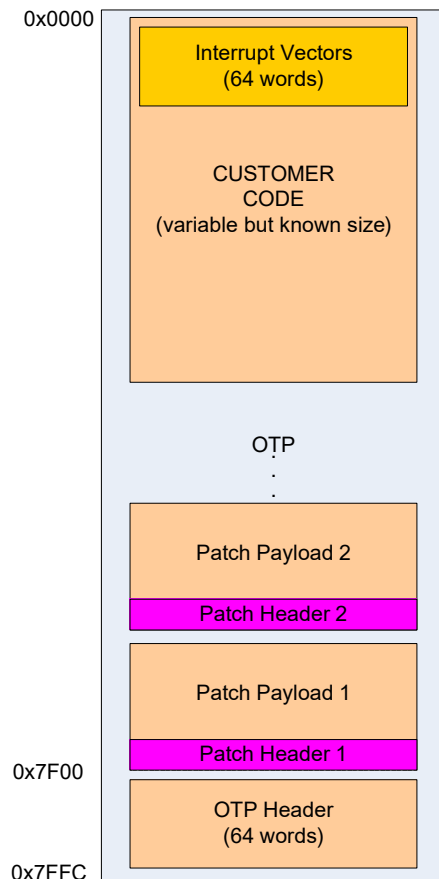 0x0000
Interrupt Vectors
(64 words)
CUSTOMER
CODE
(variable but known size)
OTP
.
.
.
Patch Payload 2
Patch Header 2
Patch Payload 1
Patch Header 1
0x7F00
OTP Header
(64 words)
0x7FFC